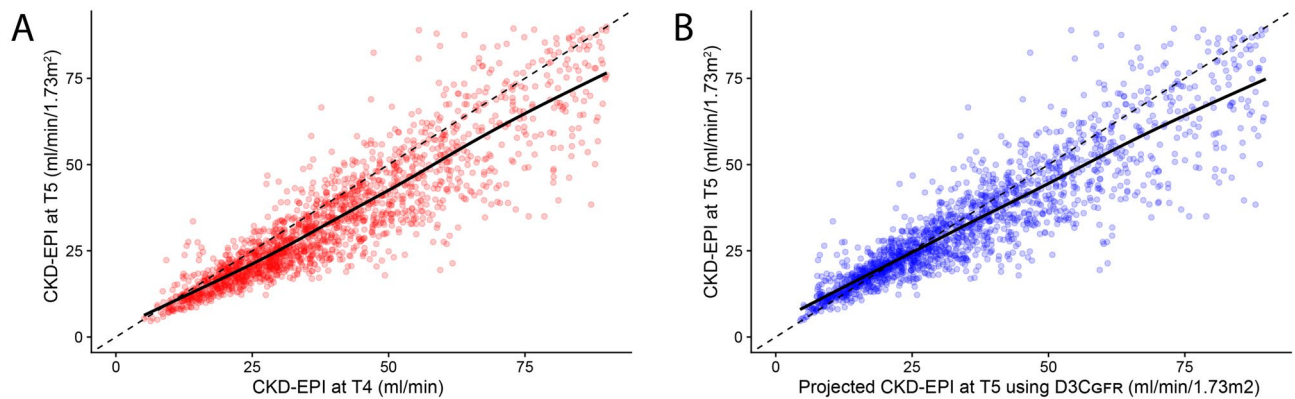 A
CKD-EPI at T5 (ml/min/1.73m²)
75
50
25
0
0
25
50
75
CKD-EPI at T4 (ml/min)
B
CKD-EPI at T5 (ml/min/1.73m²)
75
50
25
0
0
25
50
75
Projected CKD-EPI at T5 using D3CGFR (ml/min/1.73m2)